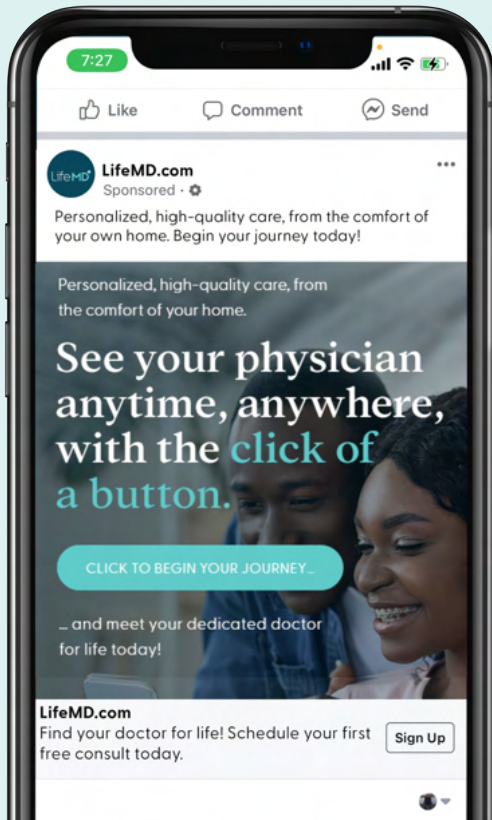 7:27
Like Comment Send
LifeMD
LifeMD.com
Sponsored ·
Personalized, high-quality care, from the comfort of
your own home. Begin your journey today!
Personalized, high-quality care, from
the comfort of your home.
See your physician
anytime, anywhere,
with the click of
a button.
CLICK TO BEGIN YOUR JOURNEY...
... and meet your dedicated doctor
for life today!
LifeMD.com
Find your doctor for life! Schedule your first
free consult today.
Sign Up